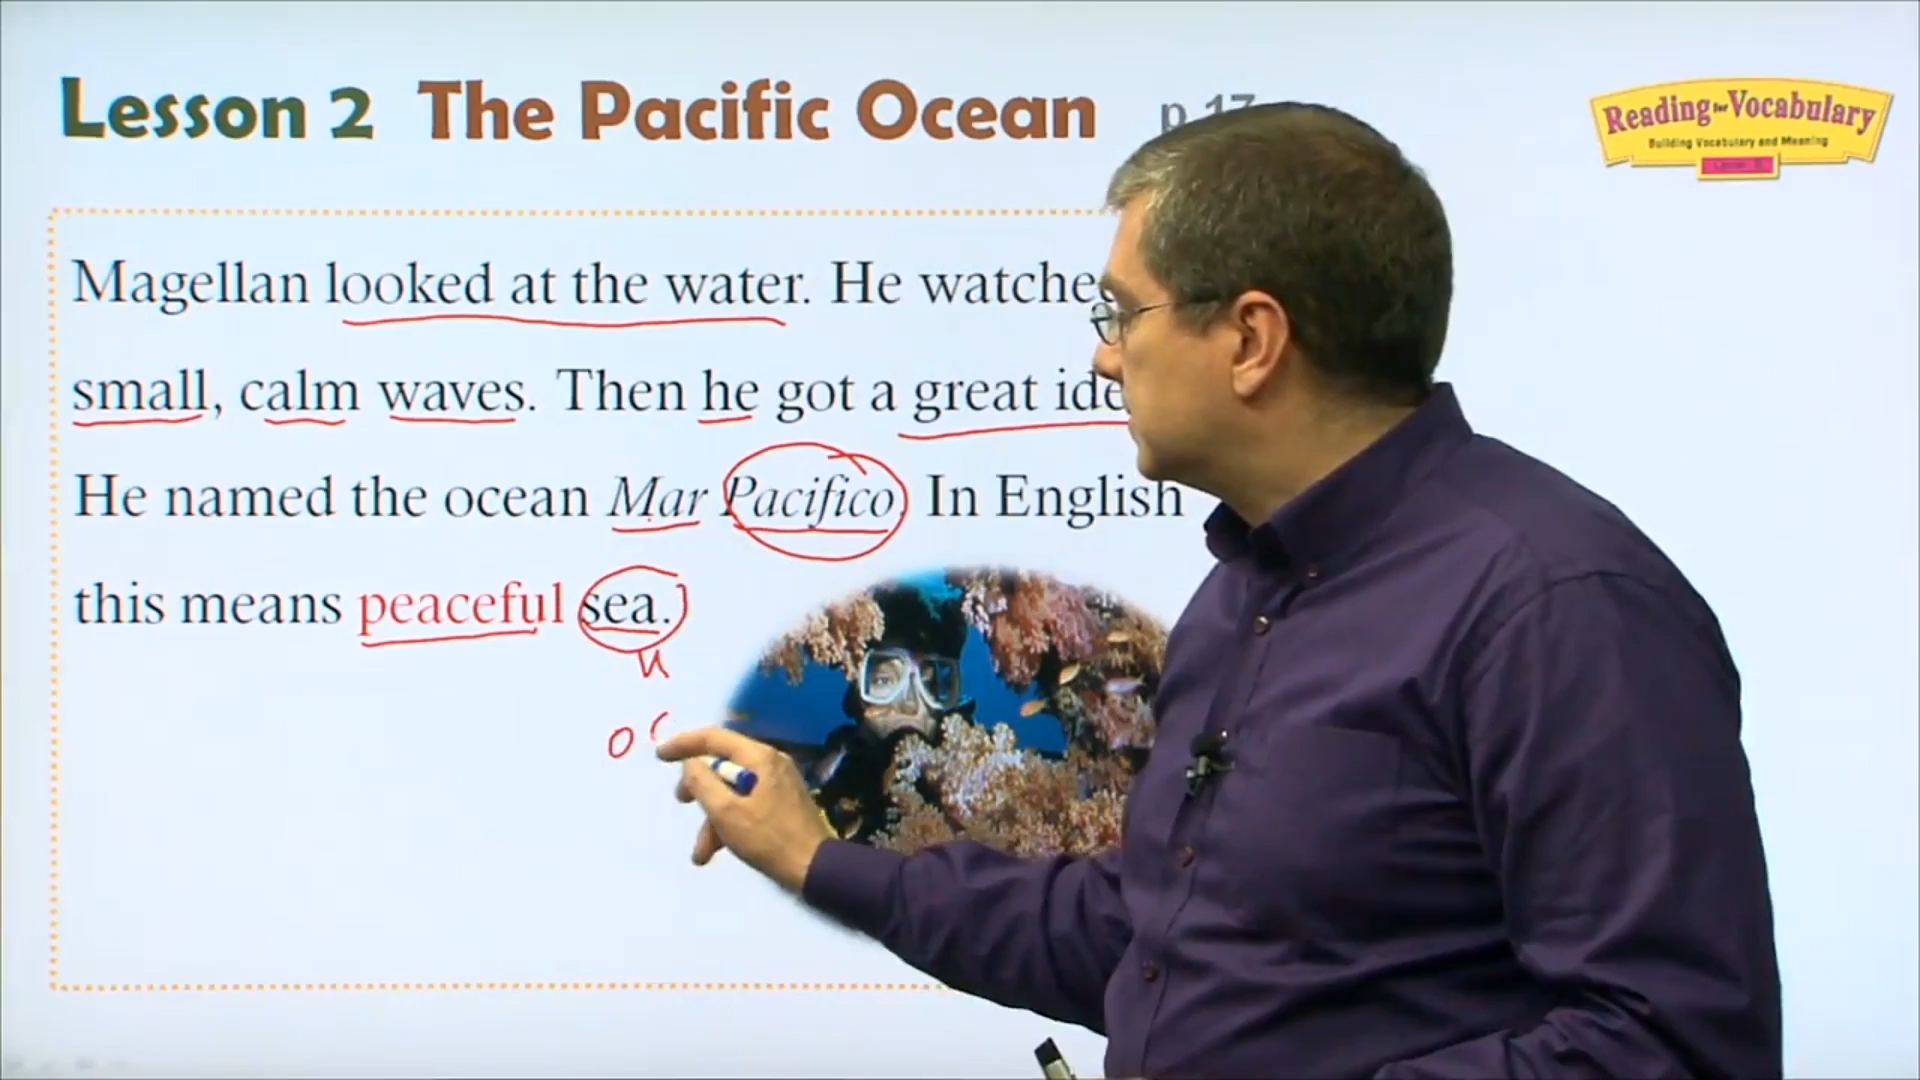 Lesson 2 The Pacific Ocean p.17
Reading for Vocabulary
Building Vocabulary and Meaning
Magellan looked at the water. He watche
small, calm waves. Then he got a great ide
He named the ocean Mar Pacifico. In English
this means peaceful sea.
oc